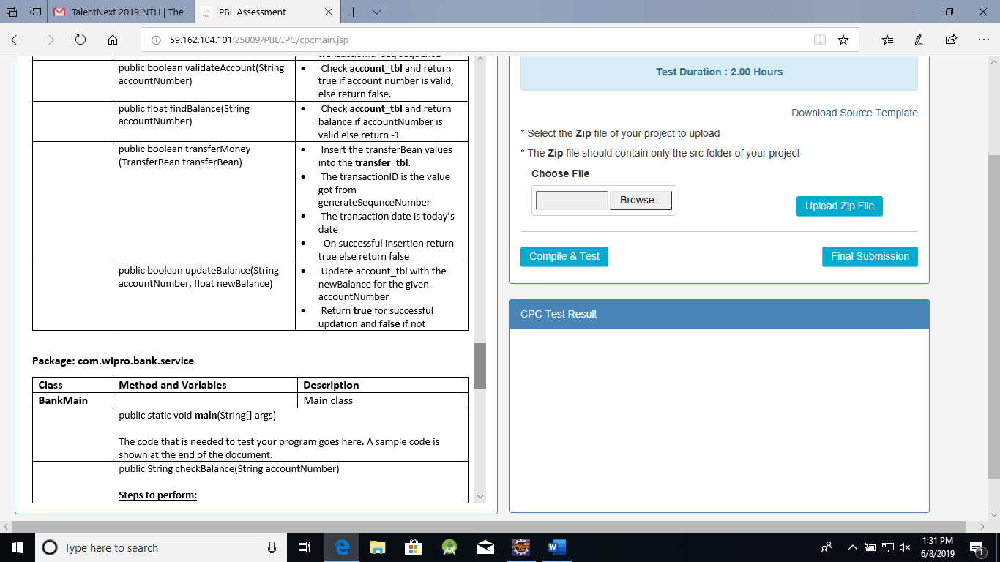 TalentNext 2019 NTH | The
PBL Assessment
59.162.104.101:25009/PBLCPC/cpcmain.jsp
public boolean validateAccount(String
accountNumber)
• Check account_tbl and return
true if account number is valid,
else return false.
public float findBalance(String
accountNumber)
• Check account_tbl and return
balance if accountNumber is
valid else return -1
public boolean transferMoney
(TransferBean transferBean)
• Insert the transferBean values
into the transfer_tbl.
• The transactionID is the value
got from
generateSequnceNumber
• The transaction date is today's
date
• On successful insertion return
true else return false
public boolean updateBalance(String
accountNumber, float newBalance)
• Update account_tbl with the
newBalance for the given
accountNumber
• Return true for successful
updation and false if not
Package: com.wipro.bank.service
Class Method and Variables Description
BankMain Main class
public static void main(String[] args)
The code that is needed to test your program goes here. A sample code is
shown at the end of the document.
public String checkBalance(String accountNumber)
Steps to perform:
Test Duration : 2.00 Hours
Download Source Template
* Select the Zip file of your project to upload
* The Zip file should contain only the src folder of your project
Choose File
Browse...
Upload Zip File
Compile & Test
Final Submission
CPC Test Result
Type here to search
1:31 PM
6/8/2019
1